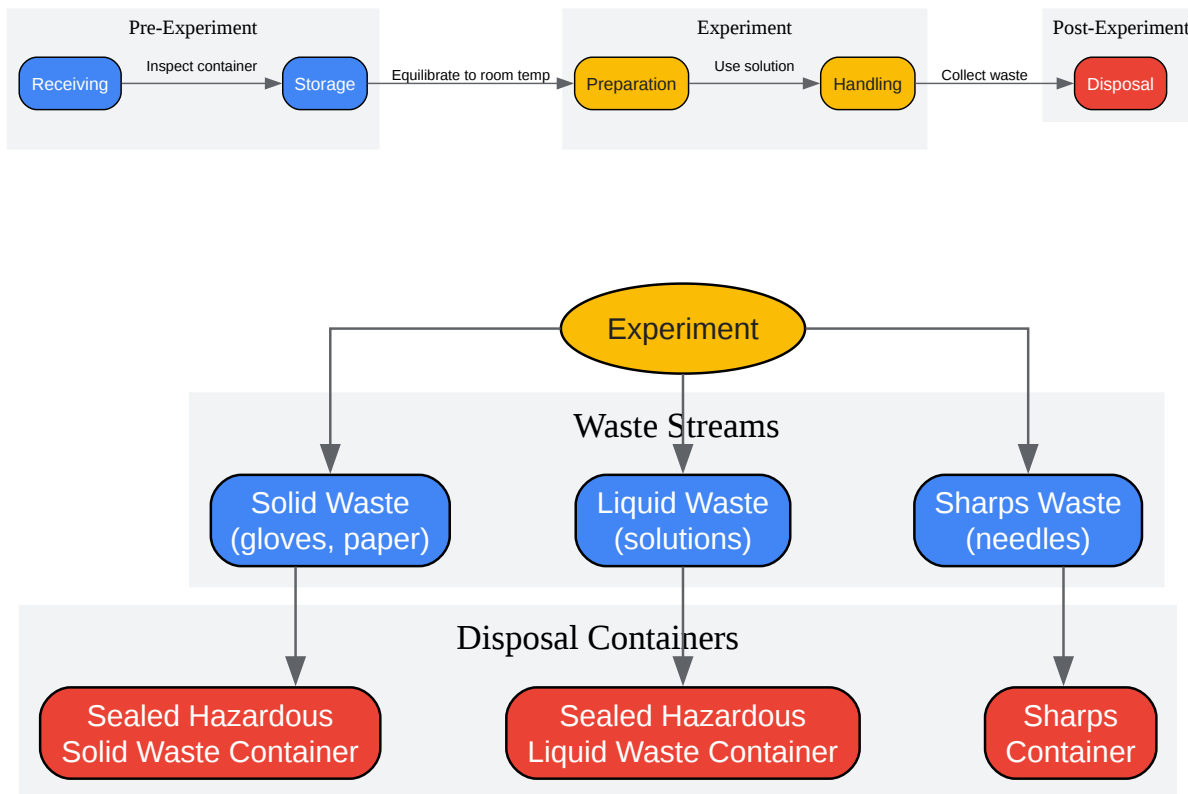 Pre-Experiment
Experiment
Post-Experiment
Receiving
Inspect container
Storage
Equilibrate to room temp
Preparation
Use solution
Handling
Collect waste
Disposal
Experiment
Waste Streams
Solid Waste
(gloves, paper)
Liquid Waste
(solutions)
Sharps Waste
(needles)
Disposal Containers
Sealed Hazardous
Solid Waste Container
Sealed Hazardous
Liquid Waste Container
Sharps
Container